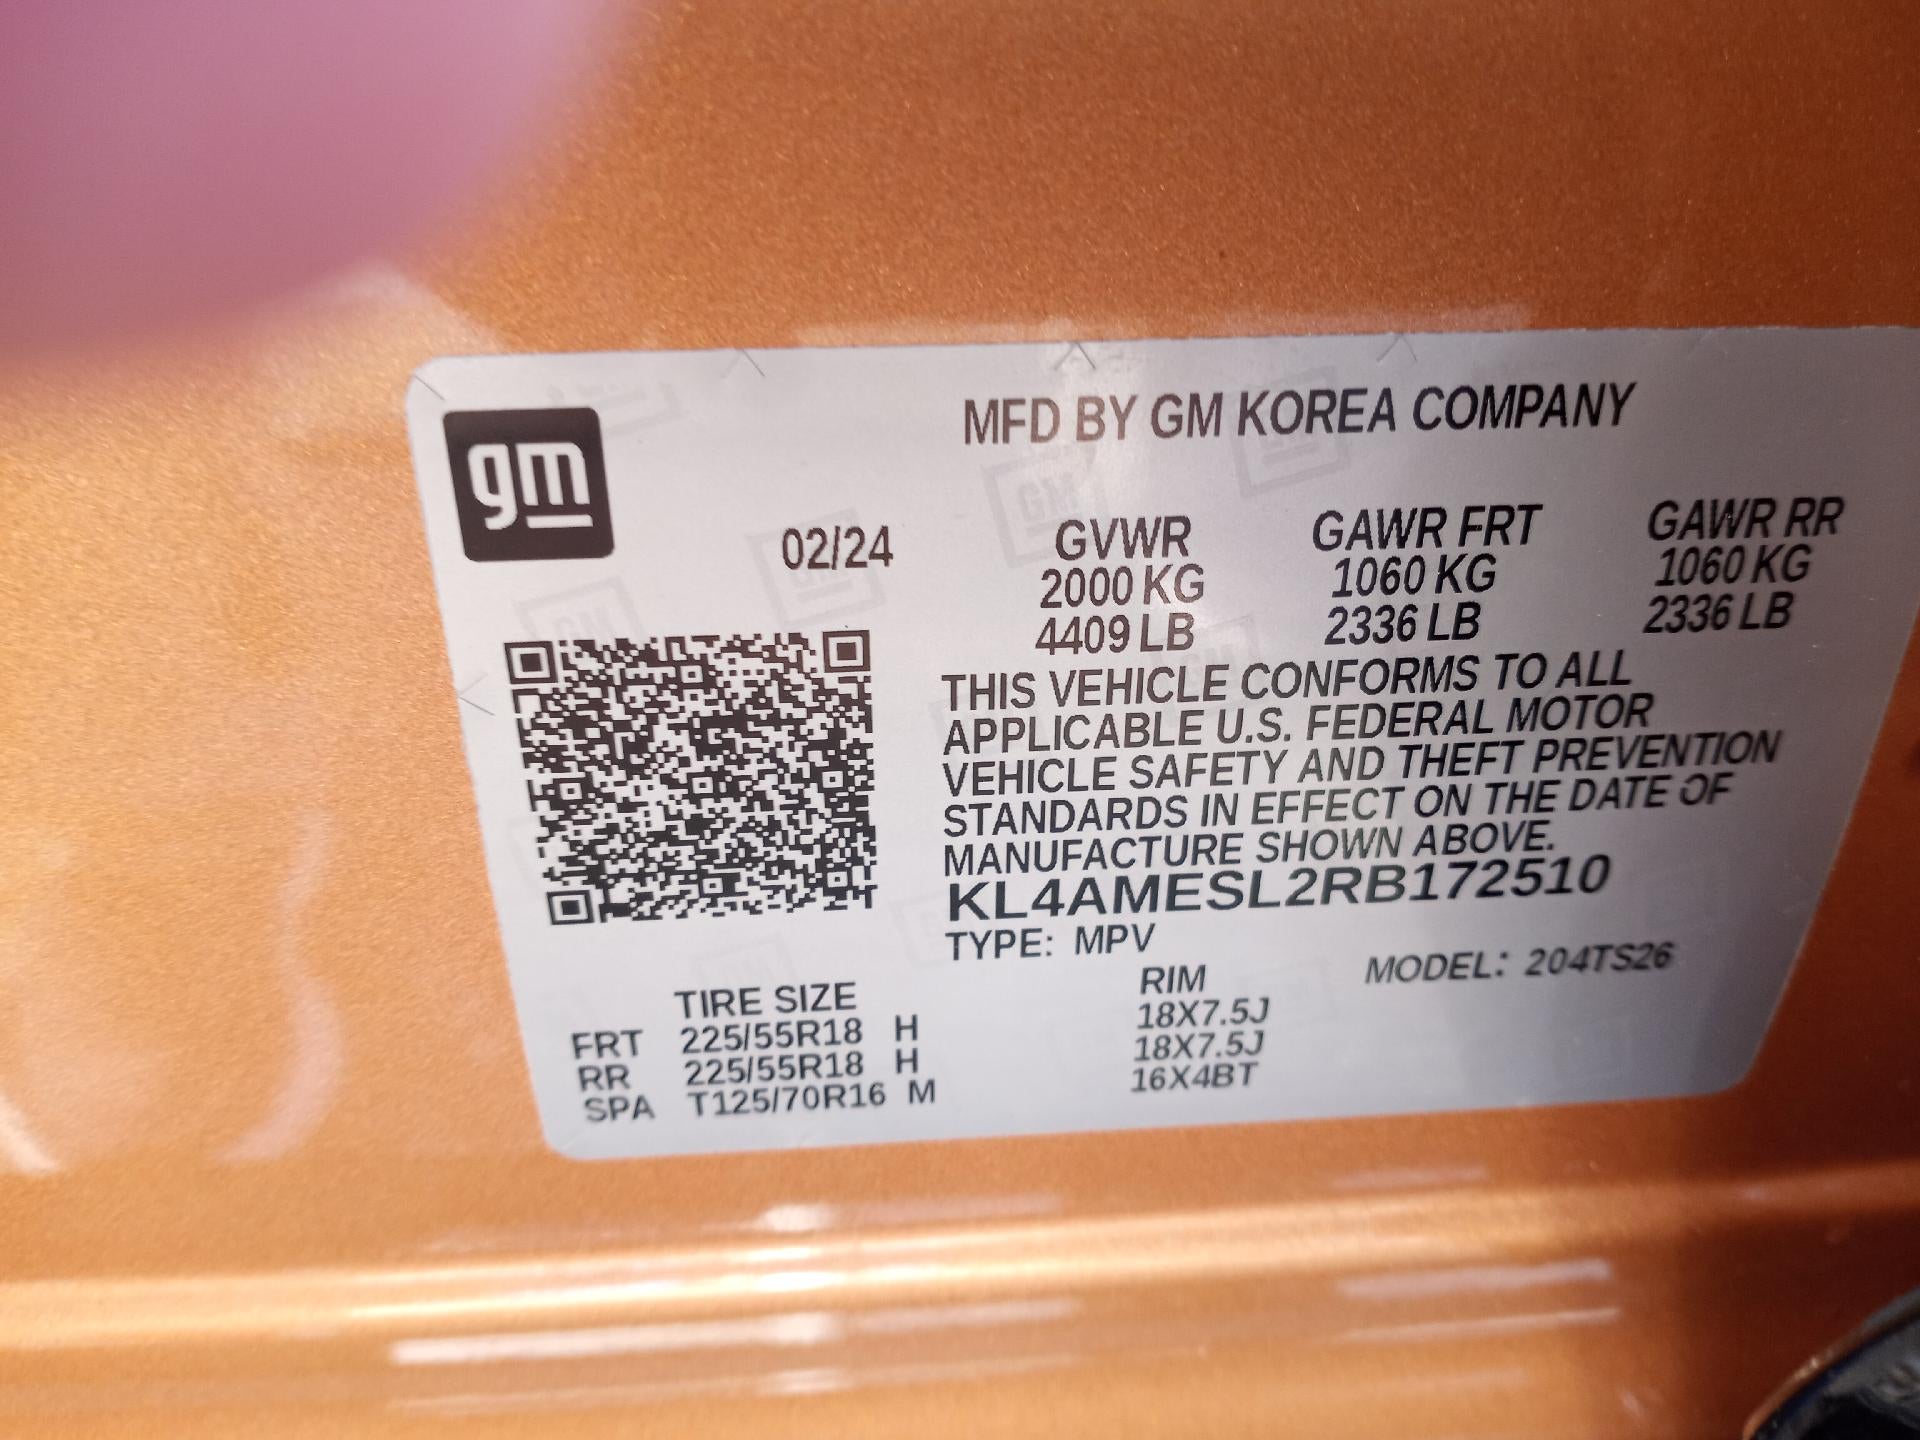 gm
MFD BY GM KOREA COMPANY
02/24 GVWR GAWR FRT GAWR RR
2000 KG 1060 KG 1060 KG
4409 LB 2336 LB 2336 LB
THIS VEHICLE CONFORMS TO ALL
APPLICABLE U.S. FEDERAL MOTOR
VEHICLE SAFETY AND THEFT PREVENTION
STANDARDS IN EFFECT ON THE DATE OF
MANUFACTURE SHOWN ABOVE.
KL4AMESL2RB172510
TYPE: MPV MODEL: 204TS26
TIRE SIZE RIM
FRT 225/55R18 H 18X7.5J
RR 225/55R18 H 18X7.5J
SPA T125/70R16 M 16X4BT